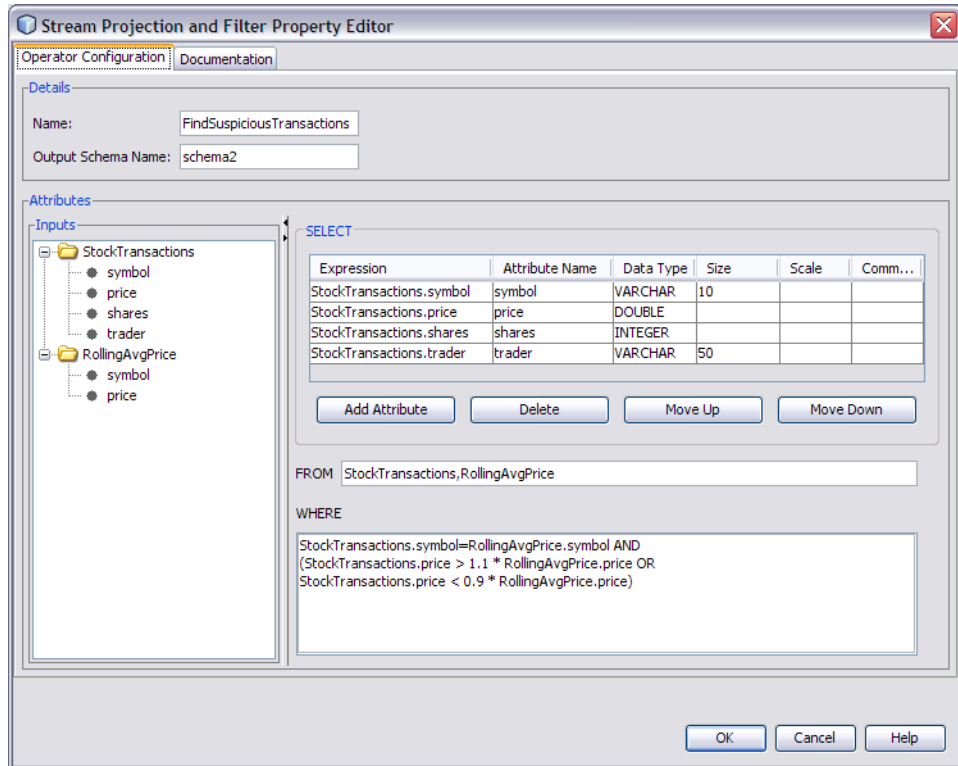 Stream Projection and Filter Property Editor
Operator Configuration
Documentation
Details
Name:
FindSuspiciousTransactions
Output Schema Name:
schema2
Attributes
Inputs
StockTransactions
symbol
price
shares
trader
RollingAvgPrice
symbol
price
SELECT
Expression Attribute Name Data Type Size Scale Comm...
StockTransactions.symbol symbol VARCHAR 10
StockTransactions.price price DOUBLE
StockTransactions.shares shares INTEGER
StockTransactions.trader trader VARCHAR 50
Add Attribute Delete Move Up Move Down
FROM StockTransactions,RollingAvgPrice
WHERE
StockTransactions.symbol=RollingAvgPrice.symbol AND
(StockTransactions.price > 1.1 * RollingAvgPrice.price OR
StockTransactions.price < 0.9 * RollingAvgPrice.price)
OK Cancel Help